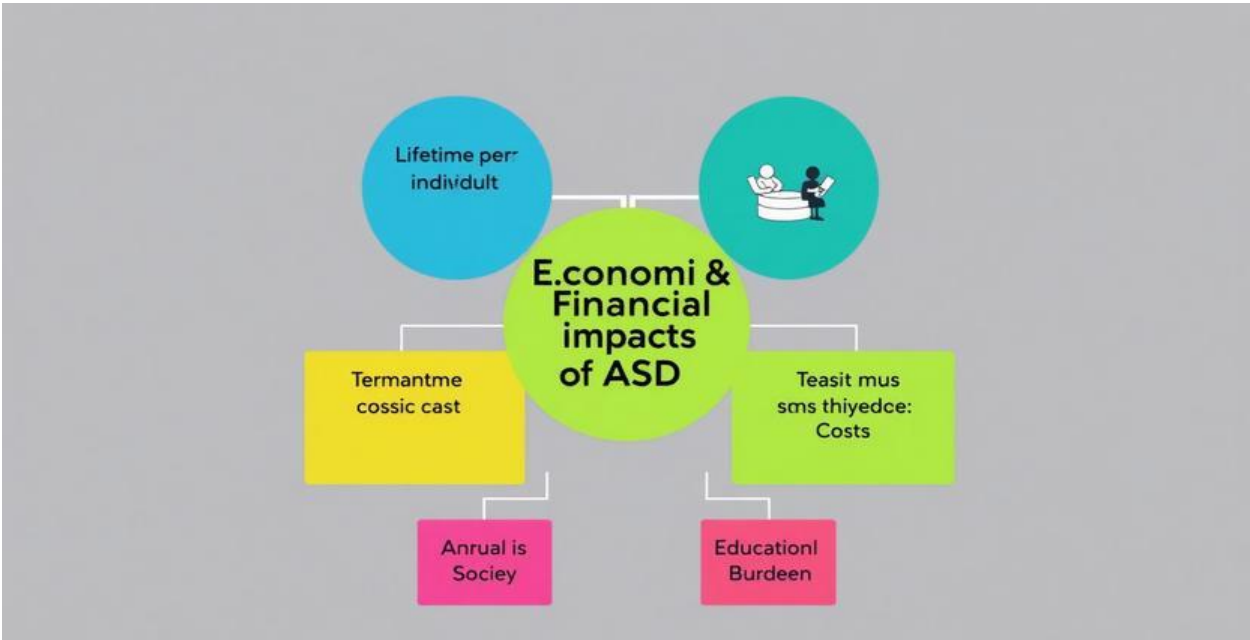 Lifetime perr
individult
E.conomi &
Financial
impacts
of ASD
Termantme
cossic cast
Teasit mus
sms thiyedce:
Costs
Anrual is
Sociey
Educationl
Burdeen